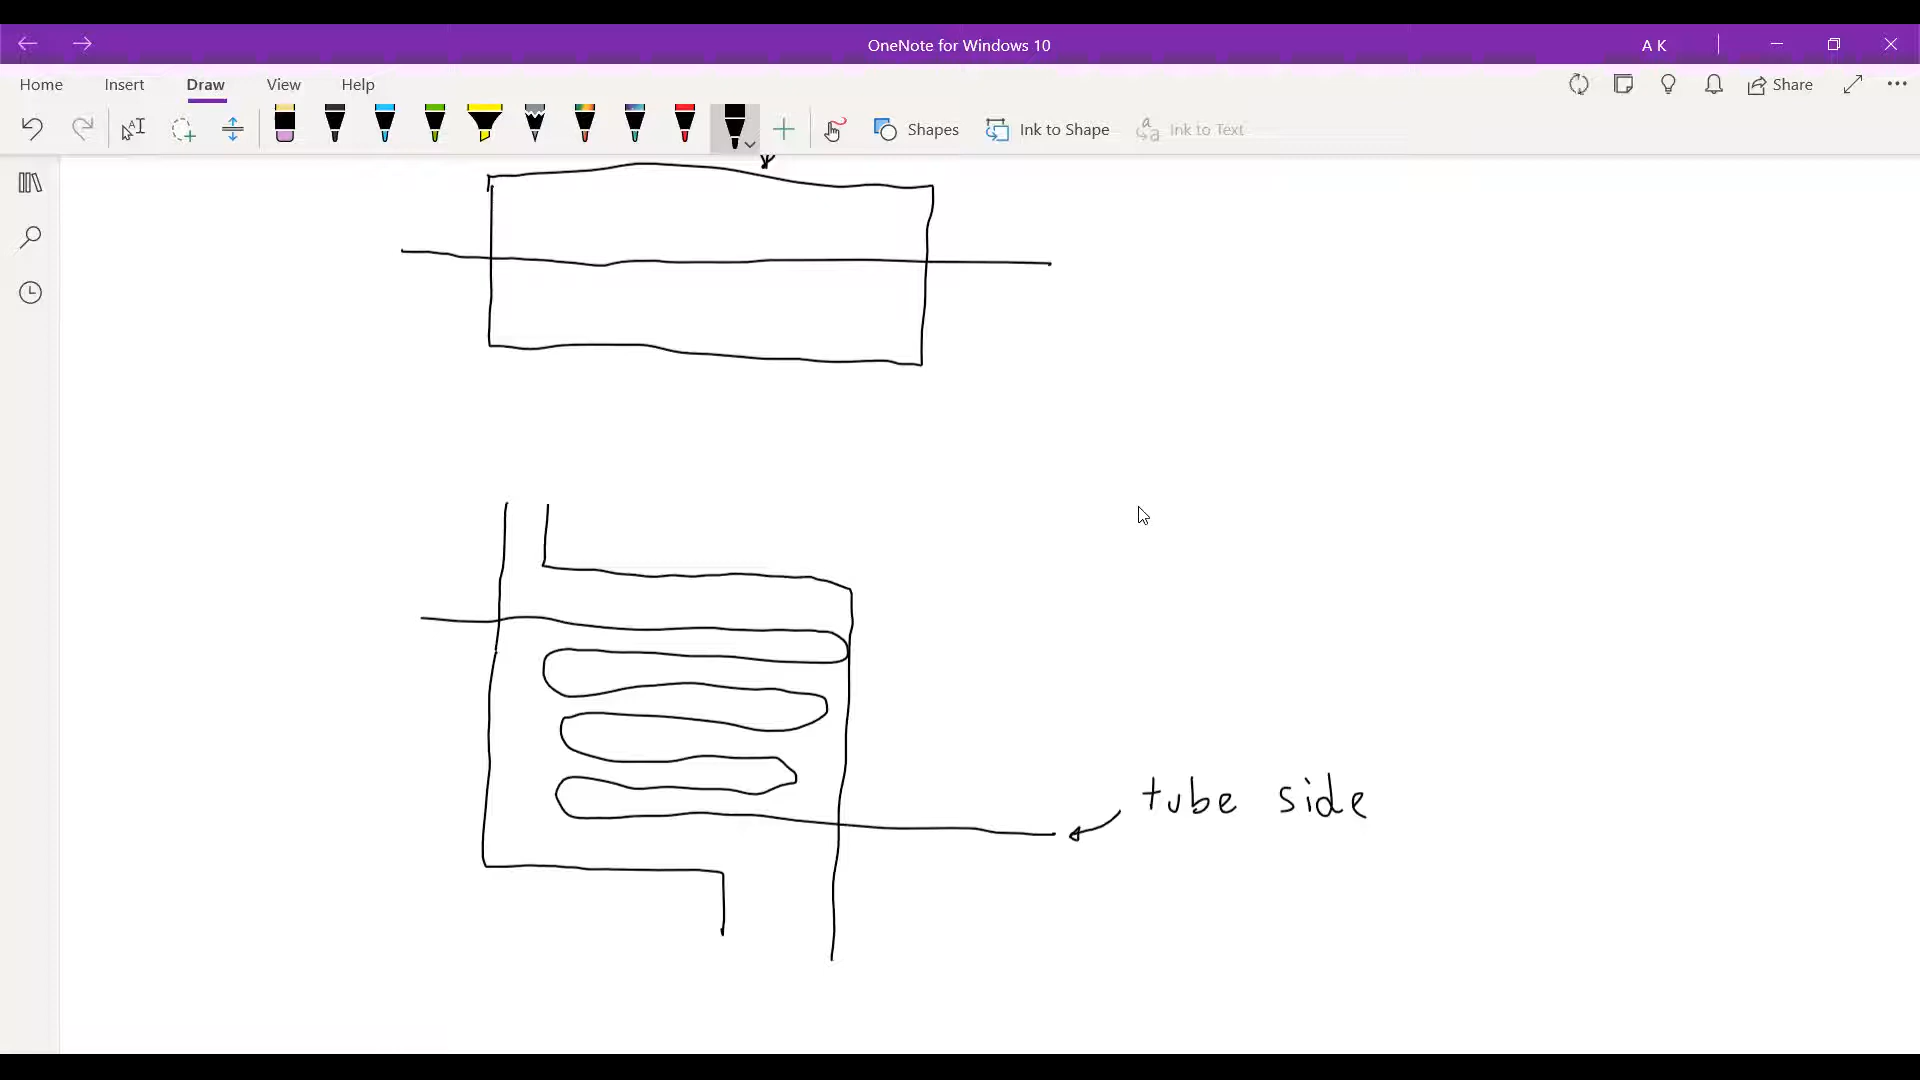 OneNote for Windows 10
A K
Home Insert Draw View Help
Share
Shapes
Ink to Shape
Ink to Text
tube side